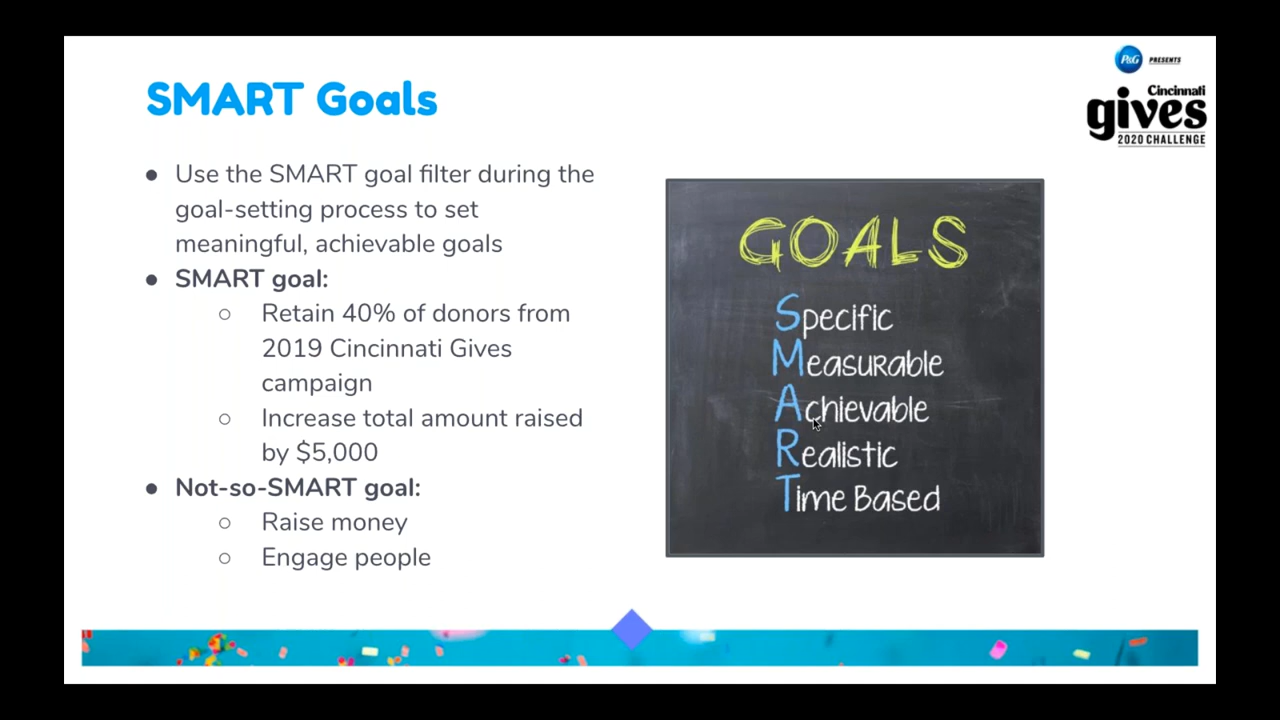 SMART Goals
P&G PRESENTS
Cincinnati
gives
2020 CHALLENGE
● Use the SMART goal filter during the
goal-setting process to set
meaningful, achievable goals
● SMART goal:
○ Retain 40% of donors from
2019 Cincinnati Gives
campaign
○ Increase total amount raised
by $5,000
● Not-so-SMART goal:
○ Raise money
○ Engage people
GOALS
Specific
Measurable
Achievable
Realistic
Time Based